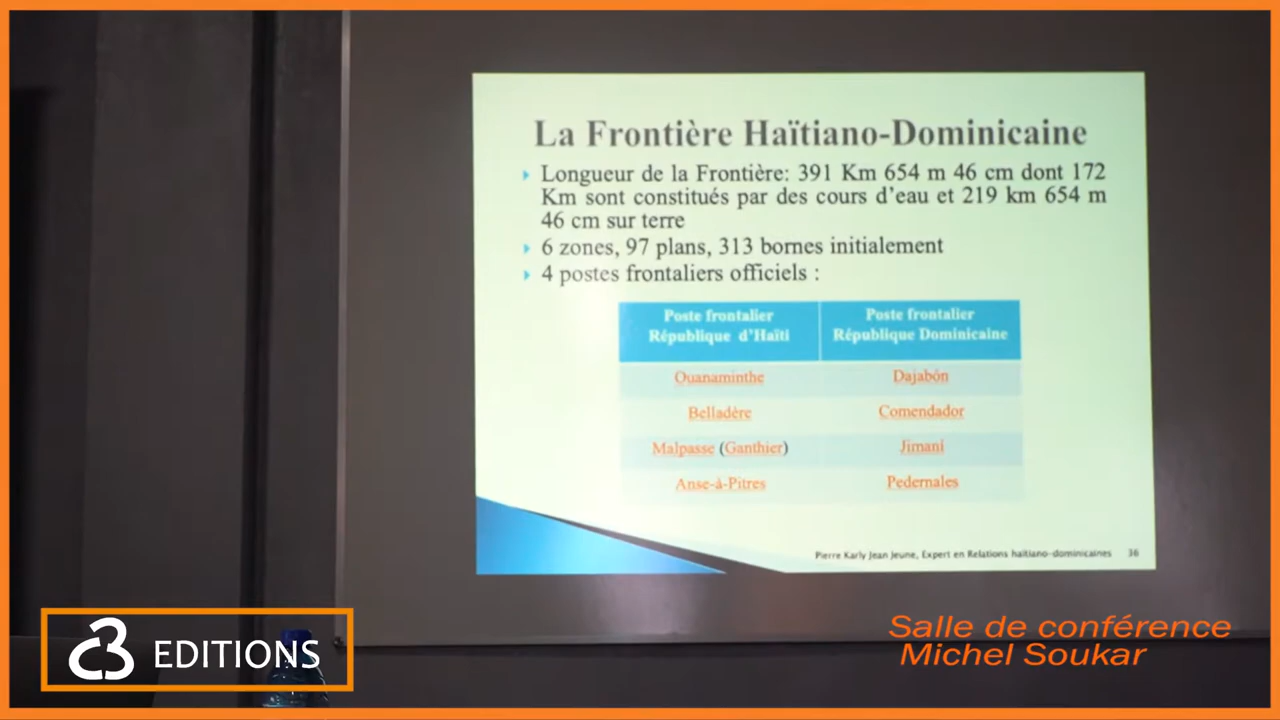 La Frontière Haïtiano-Dominicaine
Longueur de la Frontière: 391 Km 654 m 46 cm dont 172
Km sont constitués par des cours d'eau et 219 km 654 m
46 cm sur terre
6 zones, 97 plans, 313 bornes initialement
4 postes frontaliers officiels :
Poste frontalier
République d'Haïti
Poste frontalier
République Dominicaine
Ouanaminthe
Dajabón
Belladère
Comendador
Malpasse (Ganthier)
Jimaní
Anse-à-Pitres
Pedernales
Pierre Karly Jean Jeune, Expert en Relations haïtiano-dominicaines 36
C3 EDITIONS
Salle de conférence
Michel Soukar